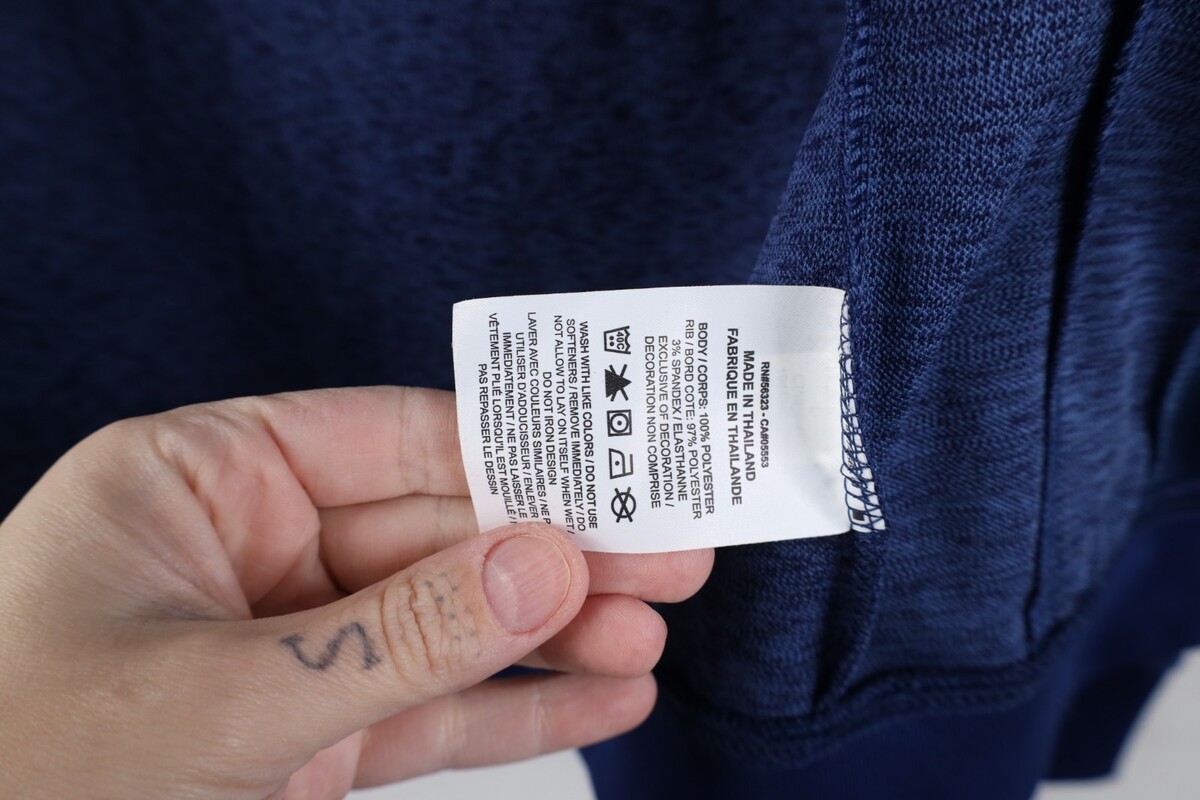 RN#56323 - CA#05553
MADE IN THAILAND
FABRIQUE EN THAILANDE
BODY / CORPS: 100% POLYESTER
RIB / BORD COTE: 97% POLYESTER
3% SPANDEX / ELASTHANNE
EXCLUSIVE OF DECORATION /
DECORATION NON COMPRISE
40C
WASH WITH LIKE COLORS / DO NOT USE
SOFTENERS / REMOVE IMMEDIATELY / DO
NOT ALLOW TO LAY ON ITSELF WHEN WET /
DO NOT IRON DESIGN
LAVER AVEC COULEURS SIMILAIRES / NE P
UTILISER D'ADOUCISSEUR / ENLEVER
IMMEDIATEMENT / NE PAS LAISSER LE
VÊTEMENT PLIÉ LORSQU'IL EST MOUILLÉ /
PAS REPASSER LE DESSIN